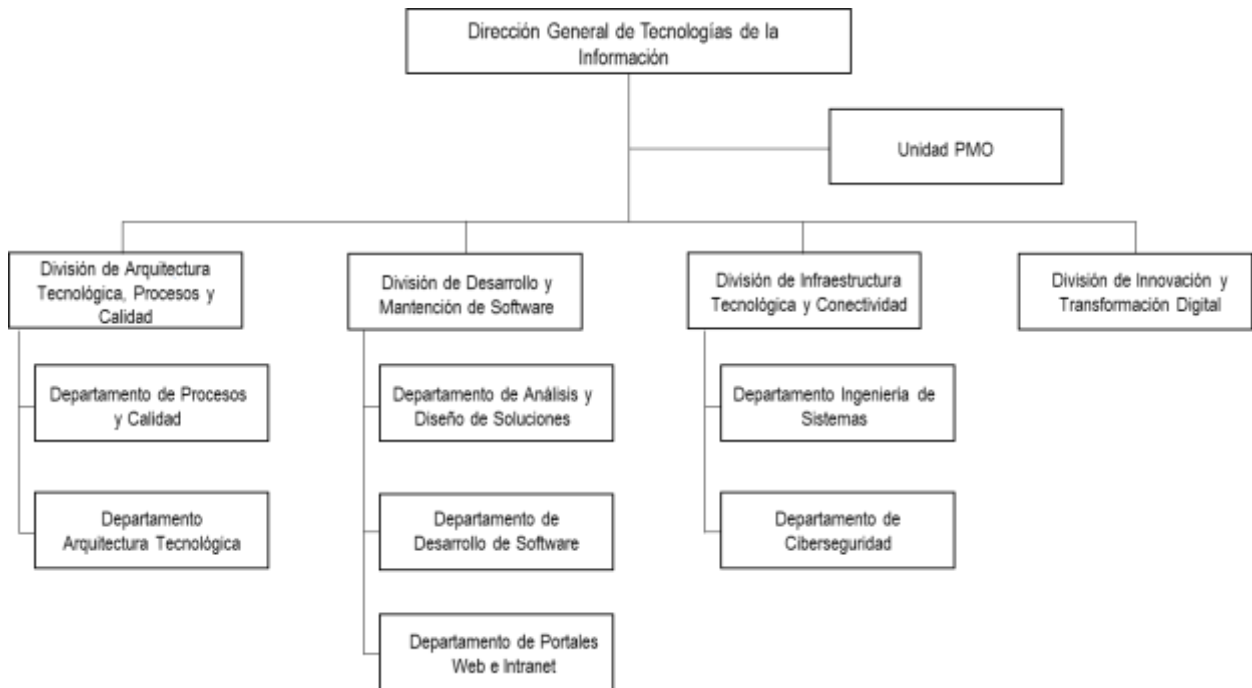 Dirección General de Tecnologías de la
Información
Unidad PMO
División de Arquitectura
Tecnológica, Procesos y
Calidad
División de Desarrollo y
Mantención de Software
División de Infraestructura
Tecnológica y Conectividad
División de Innovación y
Transformación Digital
Departamento de Procesos
y Calidad
Departamento de Análisis y
Diseño de Soluciones
Departamento Ingeniería de
Sistemas
Departamento
Arquitectura Tecnológica
Departamento de
Desarrollo de Software
Departamento de
Ciberseguridad
Departamento de Portales
Web e Intranet